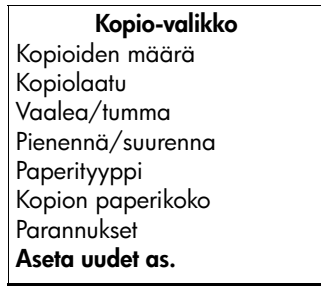 Kopio-valikko
Kopioiden määrä
Kopiolaatu
Vaalea/tumma
Pienennä/suurenna
Paperityyppi
Kopion paperikoko
Parannukset
Aseta uudet as.